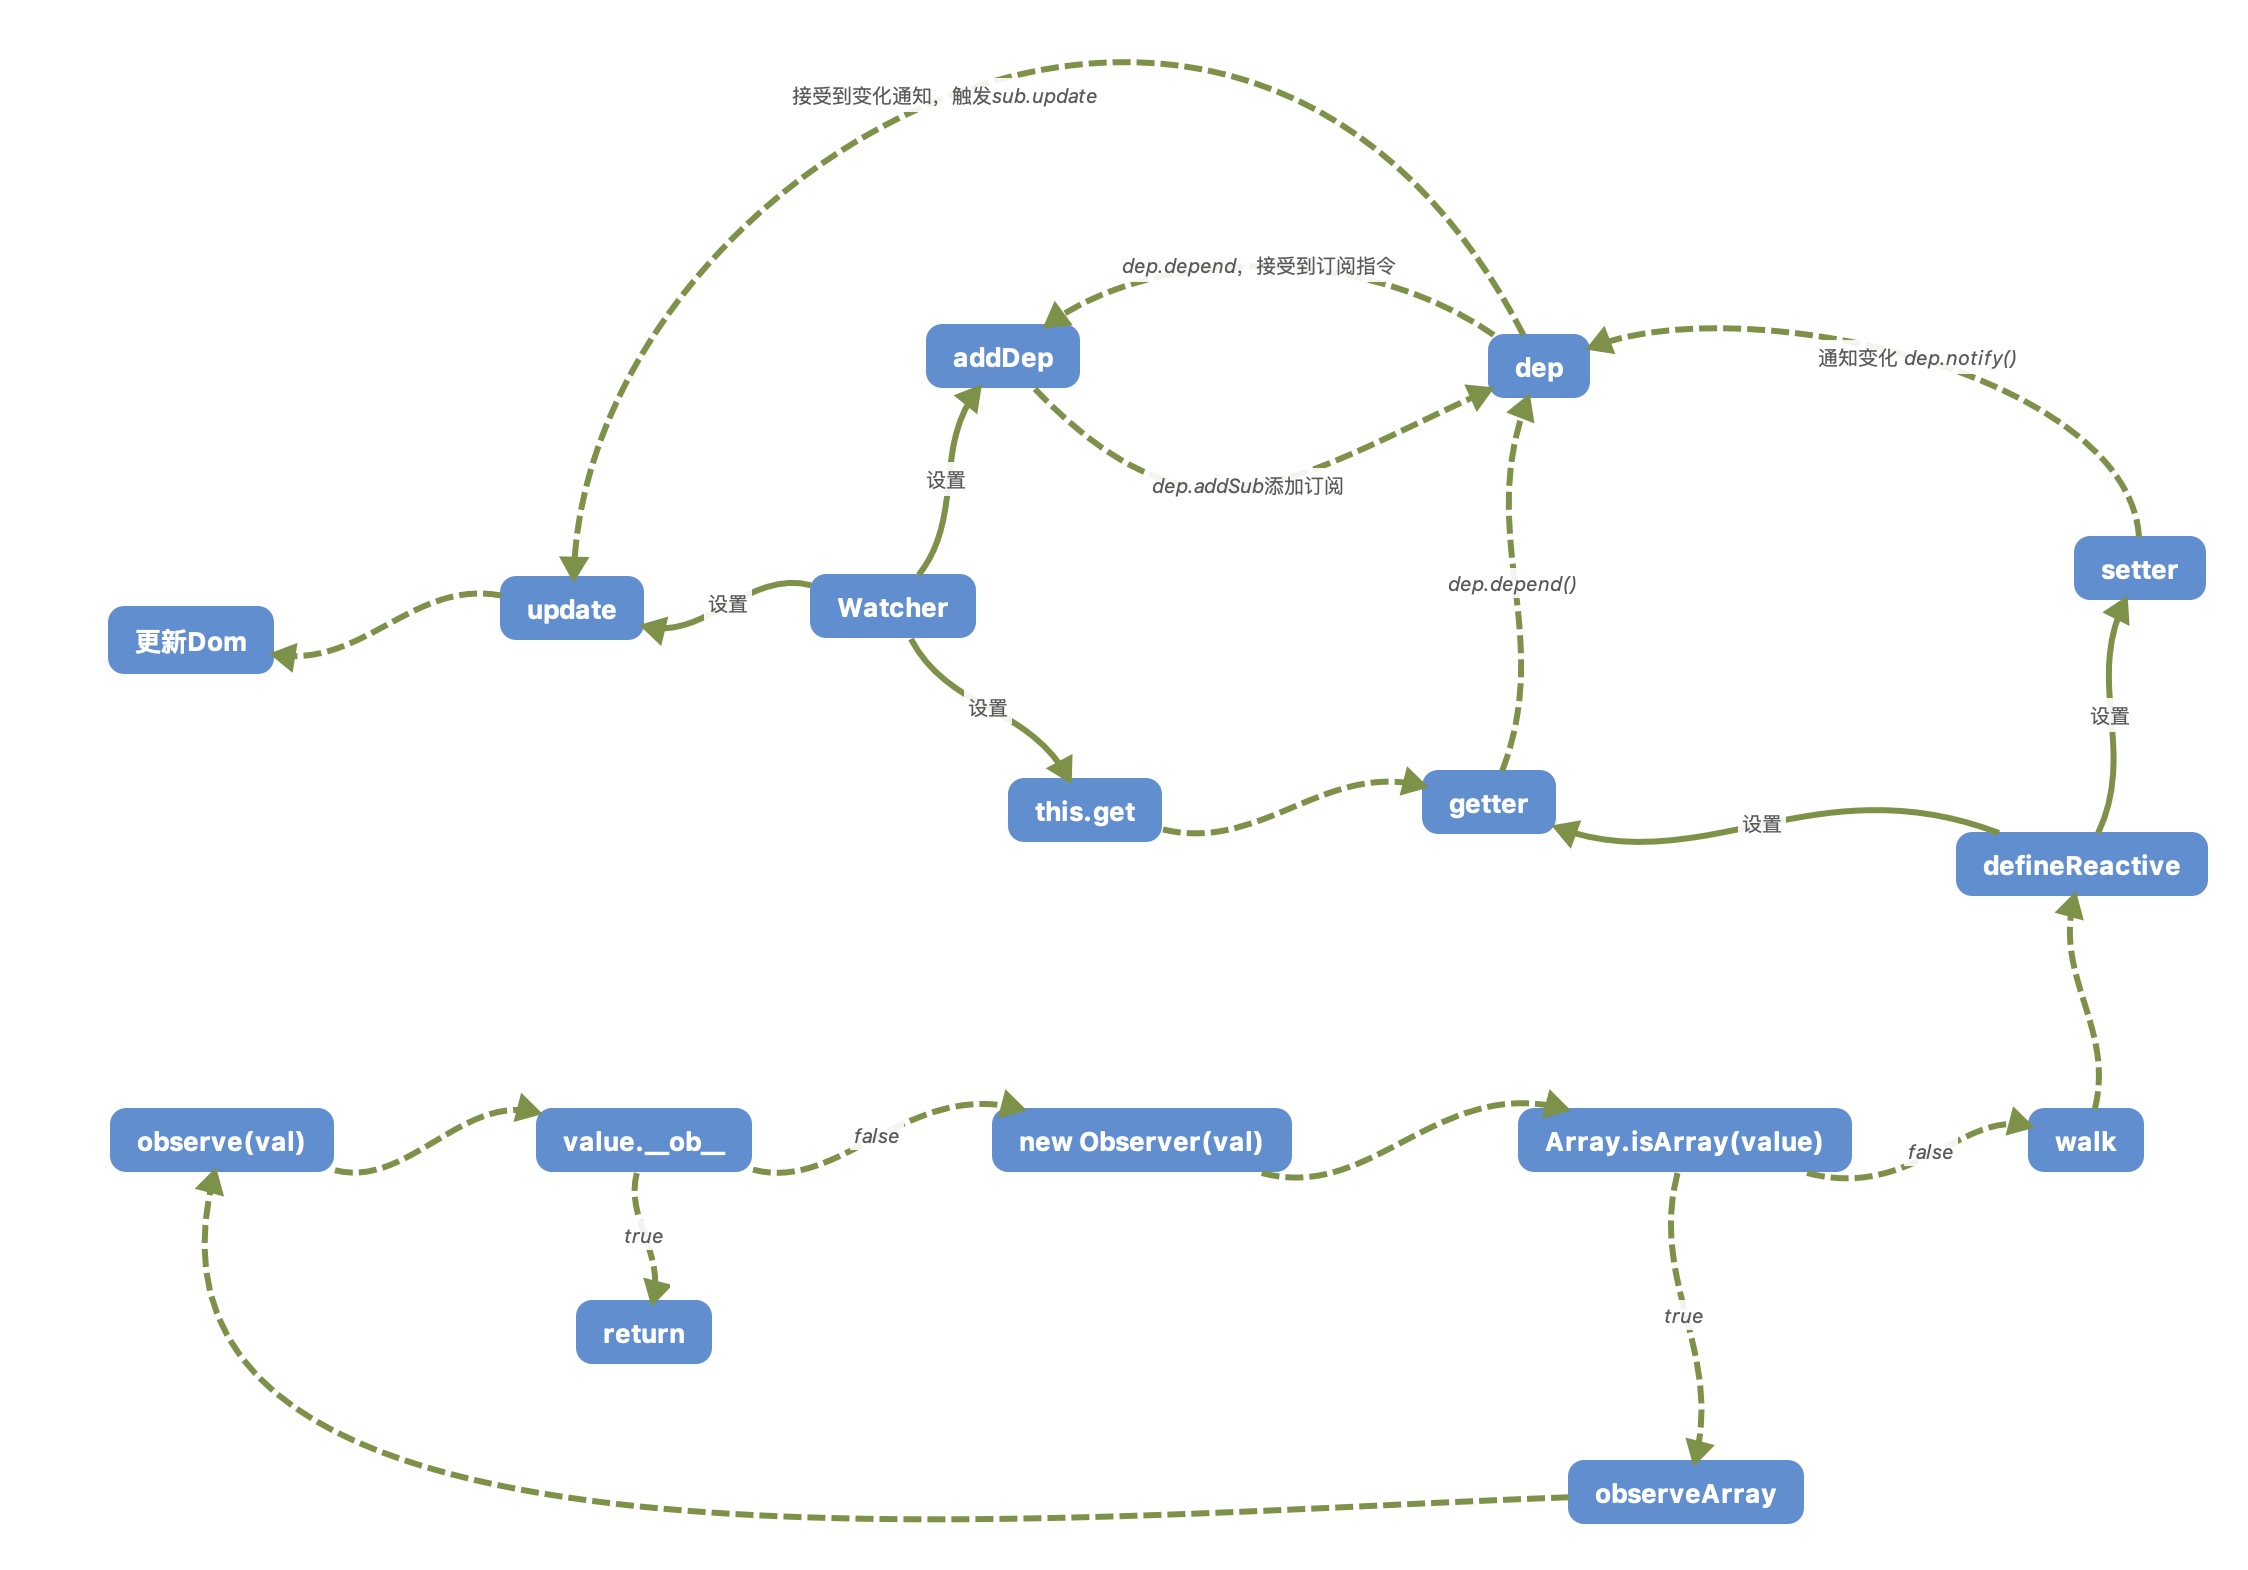 接受到变化通知，触发sub.update
dep.depend，接受到订阅指令
addDep
dep
通知变化 dep.notify()
设置
dep.addSub添加订阅
更新Dom
update
设置
Watcher
dep.depend()
setter
设置
设置
this.get
getter
设置
defineReactive
observe(val)
value.__ob__
false
new Observer(val)
Array.isArray(value)
false
walk
true
return
true
observeArray